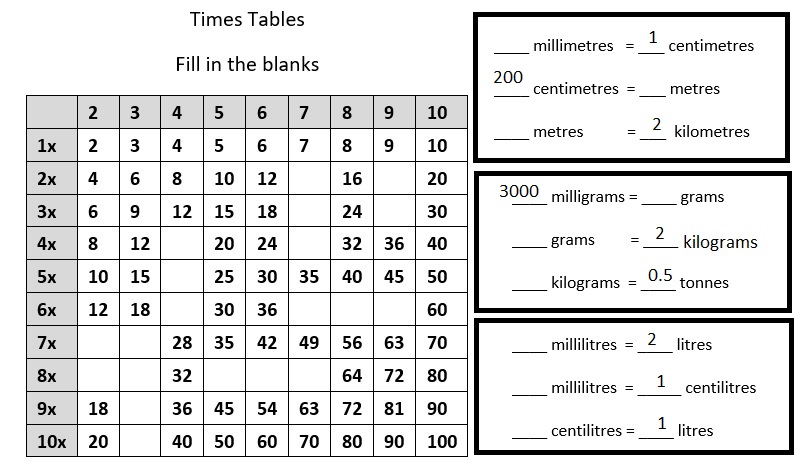 Times Tables
Fill in the blanks
2 3 4 5 6 7 8 9 10
1x 2 3 4 5 6 7 8 9 10
2x 4 6 8 10 12 16 20
3x 6 9 12 15 18 24 30
4x 8 12 20 24 32 36 40
5x 10 15 25 30 35 40 45 50
6x 12 18 30 36 60
7x 28 35 42 49 56 63 70
8x 32 64 72 80
9x 18 36 45 54 63 72 81 90
10x 20 40 50 60 70 80 90 100
____ millimetres = 1 centimetres
200 centimetres = ___ metres
____ metres = 2 kilometres
3000 milligrams = ____ grams
____ grams = 2 kilograms
____ kilograms = 0.5 tonnes
____ millilitres = 2 litres
____ millilitres = 1 centilitres
____ centilitres = 1 litres